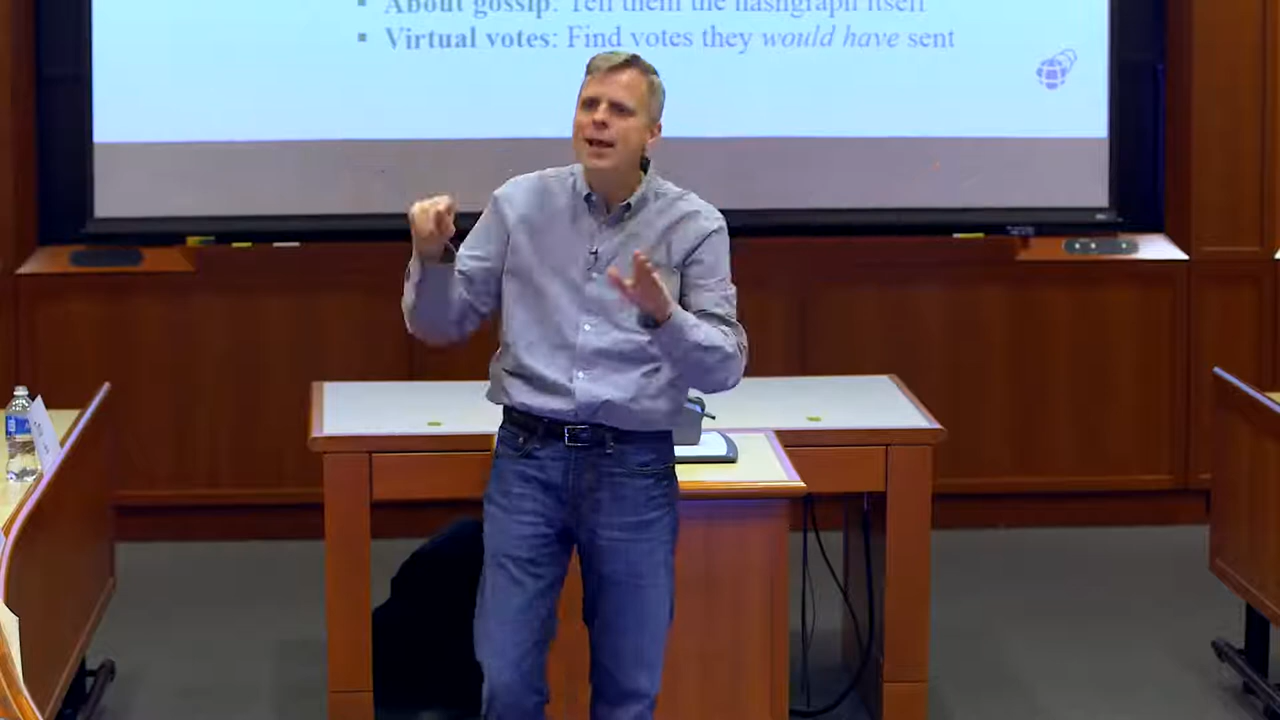 ▪ About gossip: Tell them the hashgraph itself
▪ Virtual votes: Find votes they would have sent